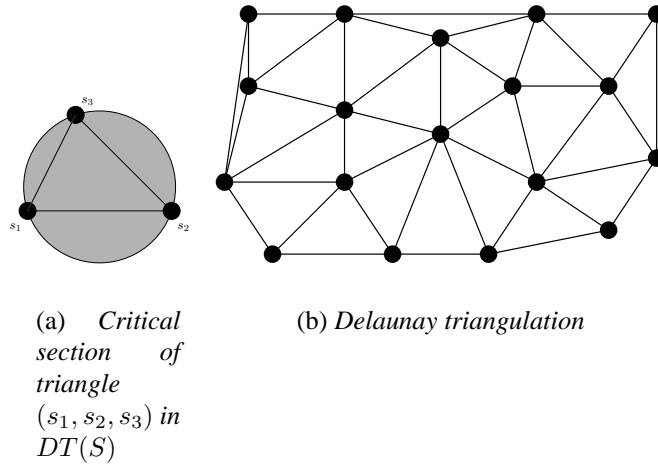 s₃
s₁
s₂
(a) Critical
section of
triangle
(s₁, s₂, s₃) in
DT(S)
(b) Delaunay triangulation